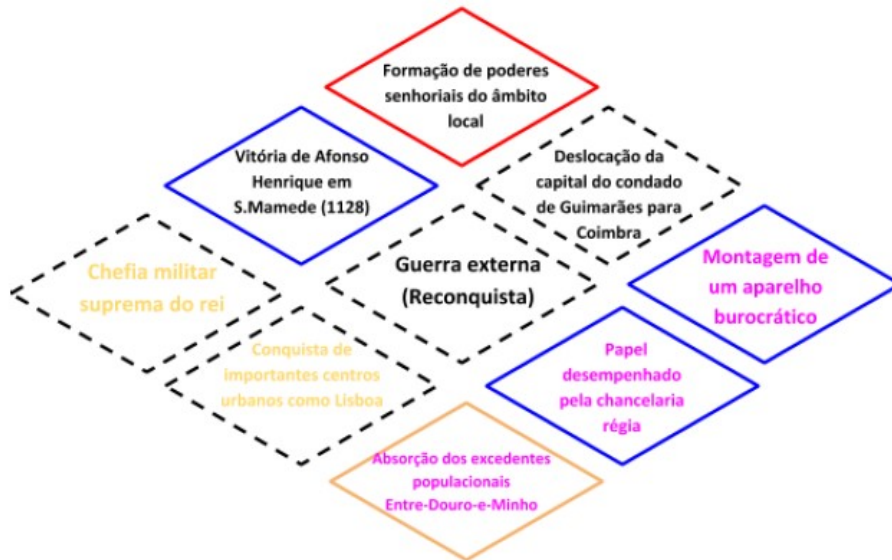 Formação de poderes
senhoriais do âmbito
local
Vitória de Afonso
Henrique em
S.Mamede (1128)
Deslocação da
capital do condado
de Guimarães para
Coimbra
Chefia militar
suprema do rei
Guerra externa
(Reconquista)
Montagem de
um aparelho
burocrático
Conquista de
importantes centros
urbanos como Lisboa
Papel
desempenhado
pela chancelaria
régia
Absorção dos excedentes
populacionais
Entre-Douro-e-Minho